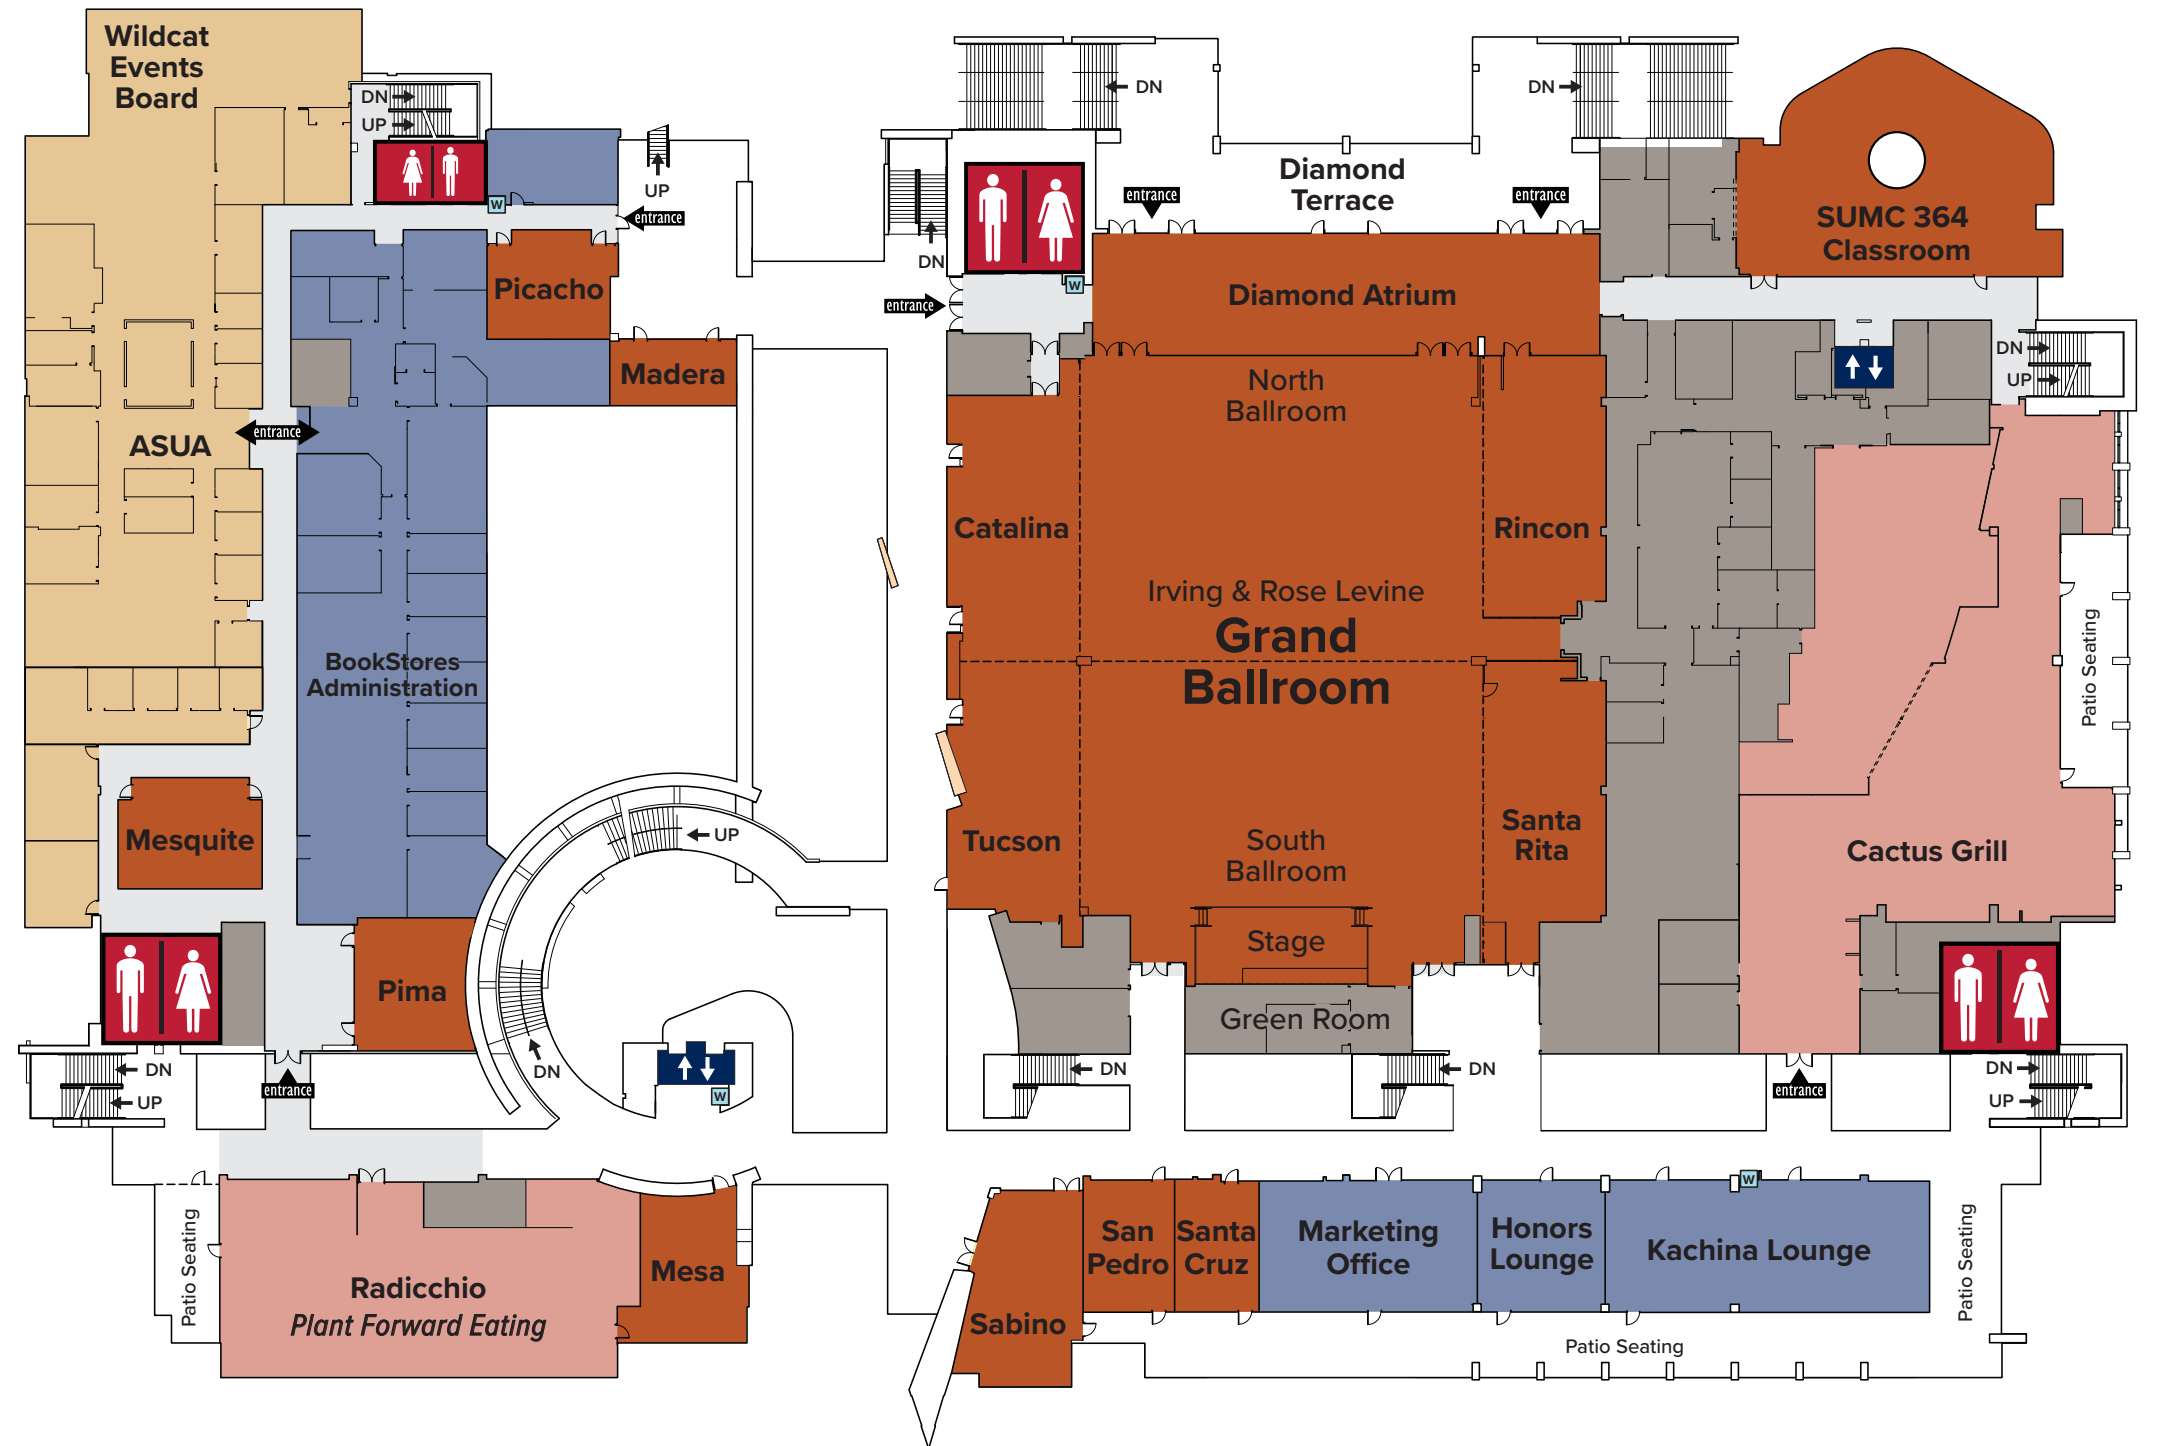 Wildcat
Events
Board
DN
UP
W
UP
entrance
Picacho
Madera
ASUA
entrance
BookStores
Administration
Mesquite
Pima
DN
UP
entrance
UP
DN
W
Patio Seating
Radicchio
Plant Forward Eating
Mesa
DN
DN
Diamond
Terrace
entrance
entrance
DN
entrance
W
Diamond Atrium
SUMC 364
Classroom
DN
UP
North
Ballroom
Catalina
Rincon
Irving & Rose Levine
Grand
Ballroom
Tucson
South
Ballroom
Santa
Rita
Stage
Green Room
Cactus Grill
Patio Seating
DN
DN
entrance
DN
UP
Sabino
San
Pedro
Santa
Cruz
Marketing
Office
Honors
Lounge
W
Kachina Lounge
Patio Seating
Patio Seating